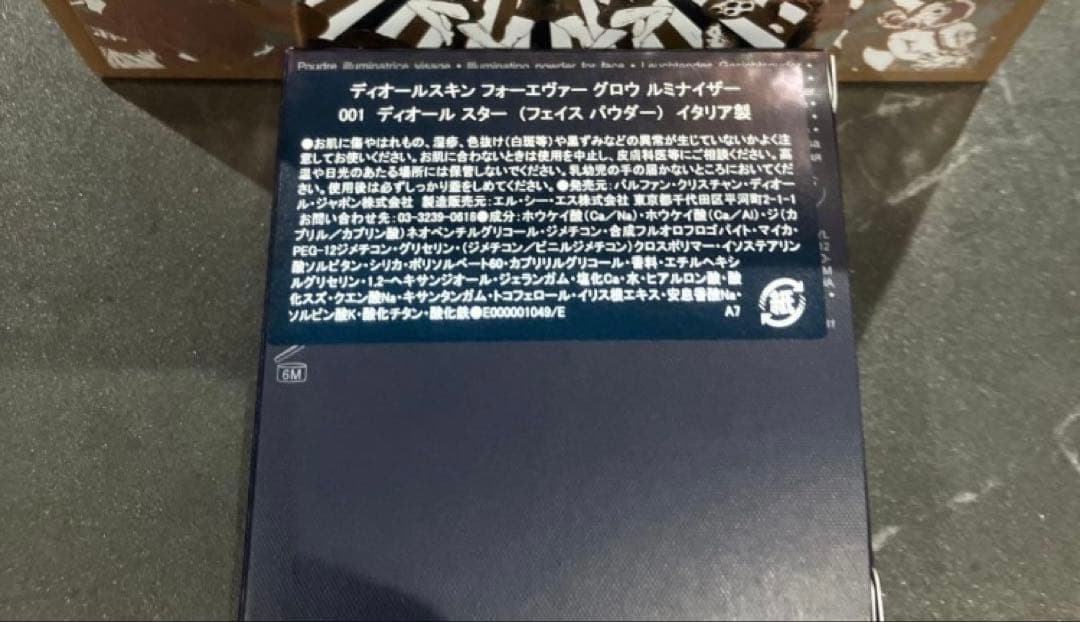 Poudre illuminatrice visage • Illuminating powder for face • Leuchtendes Gesichtspuder
ディオールスキン フォーエヴァー グロウ ルミナイザー
001 ディオール スター（フェイス パウダー） イタリア製
●お肌に傷やはれもの、湿疹、色抜け(白斑等)や黒ずみなどの異常が生じていないかよく注
意してお使いください。お肌に合わないときは使用を中止し、皮膚科医等にご相談ください。高
温や日光のあたる場所には保管しないでください。乳幼児の手の届かないところにおいてくだ
さい。使用後は必ずしっかり蓋をしめてください。●発売元:パルファン・クリスチャン・ディオー
ル・ジャポン株式会社 製造販売元:エル・シー・エス株式会社 東京都千代田区平河町2-1-1
お問い合わせ先:03-3239-0618●成分:ホウケイ酸(Ca/Na)・ホウケイ酸(Ca/Al)・ジ(カ
プリル/カプリン酸)ネオペンチルグリコール・ジメチコン・合成フルオロフロゴパイト・マイカ・
PEG-12ジメチコン・グリセリン・(ジメチコン/ビニルジメチコン)クロスポリマー・イソステアリン
酸ソルビタン・シリカ・ポリソルベート60・カプリリルグリコール・香料・エチルヘキシ
ルグリセリン・1,2-ヘキサンジオール・ジェランガム・塩化Ca・水・ヒアルロン酸・酸
化スズ・クエン酸Na・キサンタンガム・トコフェロール・イリス根エキス・安息香酸Na・
ソルビン酸K・酸化チタン・酸化鉄●E000001049/E A7
紙
6M